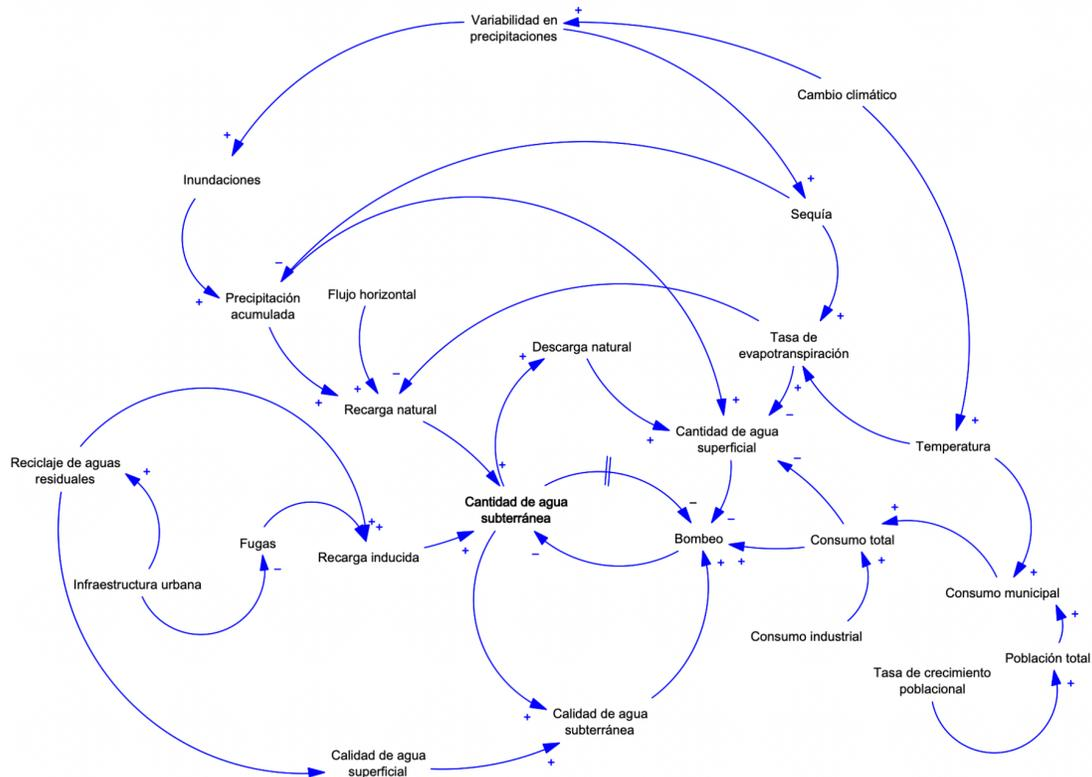 Variabilidad en
precipitaciones
Cambio climático
Inundaciones
Sequía
Precipitación
acumulada
Flujo horizontal
Tasa de
evapotranspiración
Descarga natural
Recarga natural
Cantidad de agua
superficial
Temperatura
Reciclaje de aguas
residuales
Cantidad de agua
subterránea
Fugas
Recarga inducida
Bombeo
Consumo total
Infraestructura urbana
Consumo municipal
Consumo industrial
Población total
Tasa de crecimiento
poblacional
Calidad de agua
subterránea
Calidad de agua
superficial